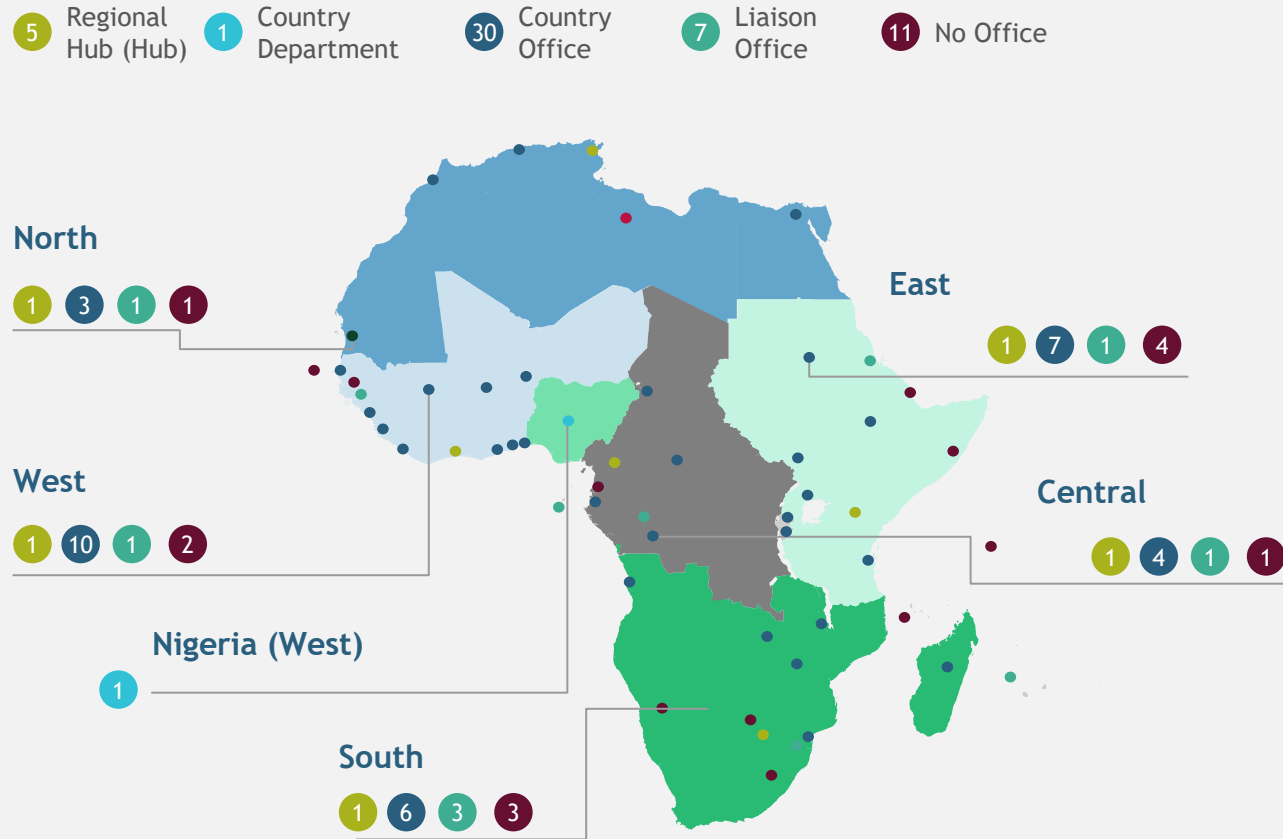 5 Regional Hub (Hub)
1 Country Department
30 Country Office
7 Liaison Office
11 No Office
North
1 3 1 1
East
1 7 1 4
West
1 10 1 2
Central
1 4 1 1
Nigeria (West)
1
South
1 6 3 3